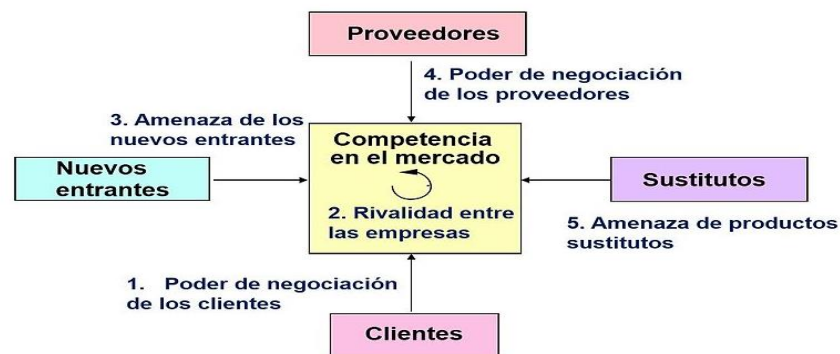 Proveedores
4. Poder de negociación
de los proveedores
3. Amenaza de los
nuevos entrantes
Competencia
en el mercado
Nuevos
entrantes
Sustitutos
2. Rivalidad entre
las empresas
5. Amenaza de productos
sustitutos
1. Poder de negociación
de los clientes
Clientes